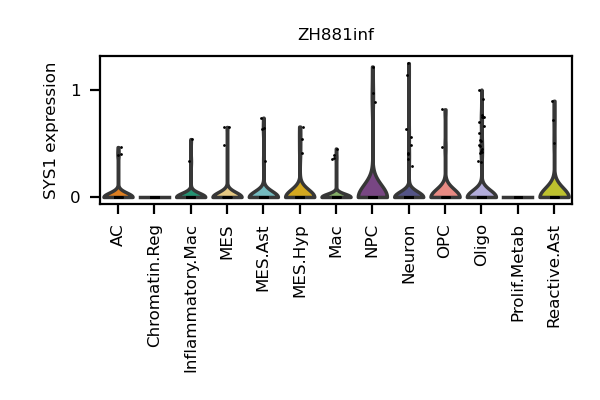 ZH881inf
SYS1 expression
1
0
AC
Chromatin.Reg
Inflammatory.Mac
MES
MES.Ast
MES.Hyp
Mac
NPC
Neuron
OPC
Oligo
Prolif.Metab
Reactive.Ast